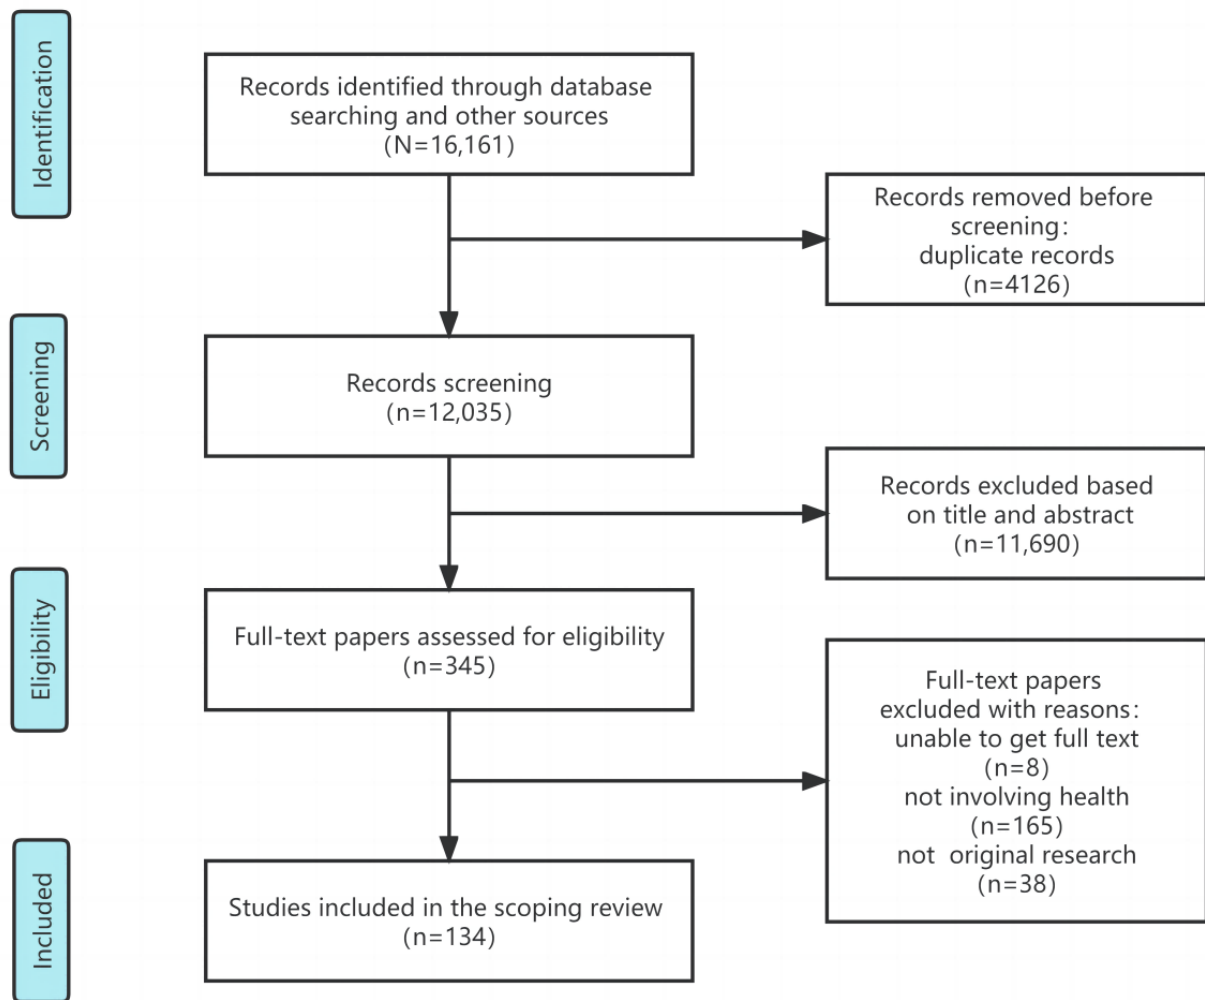 Identification
Records identified through database
searching and other sources
(N=16,161)
Records removed before
screening:
duplicate records
(n=4126)
Screening
Records screening
(n=12,035)
Records excluded based
on title and abstract
(n=11,690)
Eligibility
Full-text papers assessed for eligibility
(n=345)
Full-text papers
excluded with reasons:
unable to get full text
(n=8)
not involving health
(n=165)
not original research
(n=38)
Included
Studies included in the scoping review
(n=134)